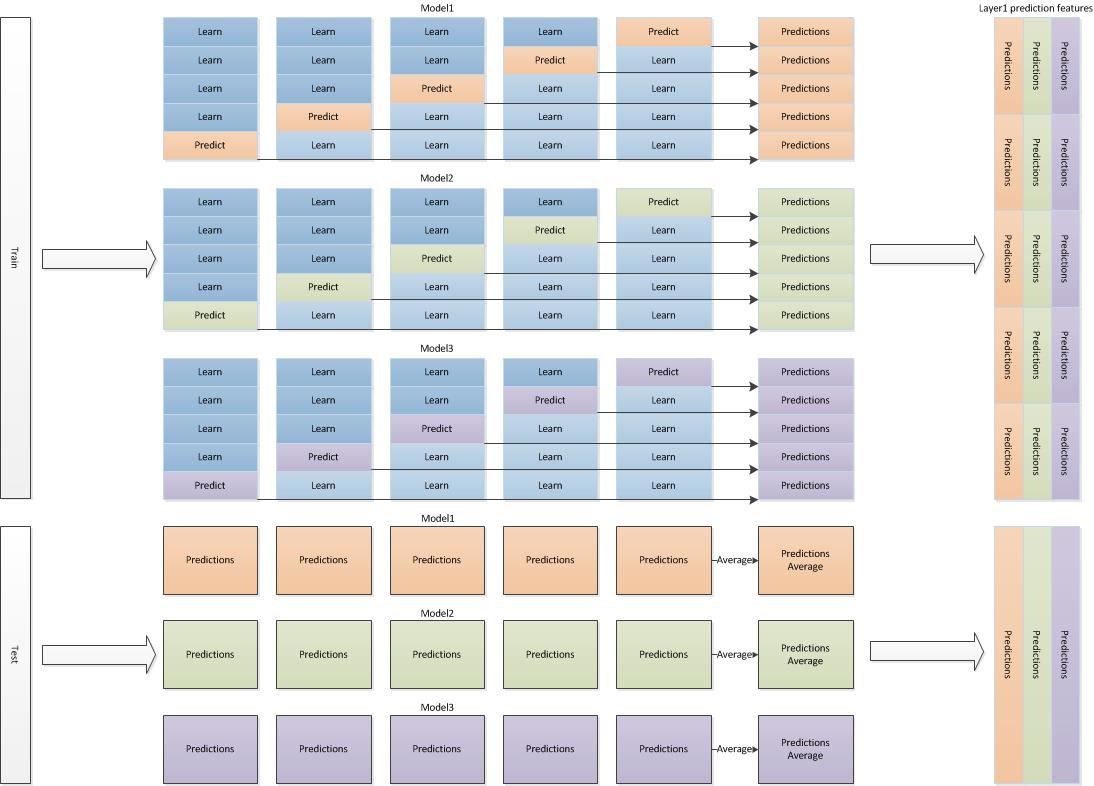 Model1
Layer1 prediction features
Learn Learn Learn Learn Predict Predictions
Learn Learn Learn Predict Learn Predictions
Learn Learn Predict Learn Learn Predictions
Learn Predict Learn Learn Learn Predictions
Predict Learn Learn Learn Learn Predictions
Model2
Learn Learn Learn Learn Predict Predictions
Learn Learn Learn Predict Learn Predictions
Learn Learn Predict Learn Learn Predictions
Learn Predict Learn Learn Learn Predictions
Predict Learn Learn Learn Learn Predictions
Train
Model3
Learn Learn Learn Learn Predict Predictions
Learn Learn Learn Predict Learn Predictions
Learn Learn Predict Learn Learn Predictions
Learn Predict Learn Learn Learn Predictions
Predict Learn Learn Learn Learn Predictions
Predictions Predictions Predictions
Predictions Predictions Predictions
Predictions Predictions Predictions
Predictions Predictions Predictions
Predictions Predictions Predictions
Model1
Predictions Predictions Predictions Predictions Predictions Average Predictions
Average
Model2
Test
Predictions Predictions Predictions Predictions Predictions Average Predictions
Average
Model3
Predictions Predictions Predictions Predictions Predictions Average Predictions
Average
Predictions Predictions Predictions